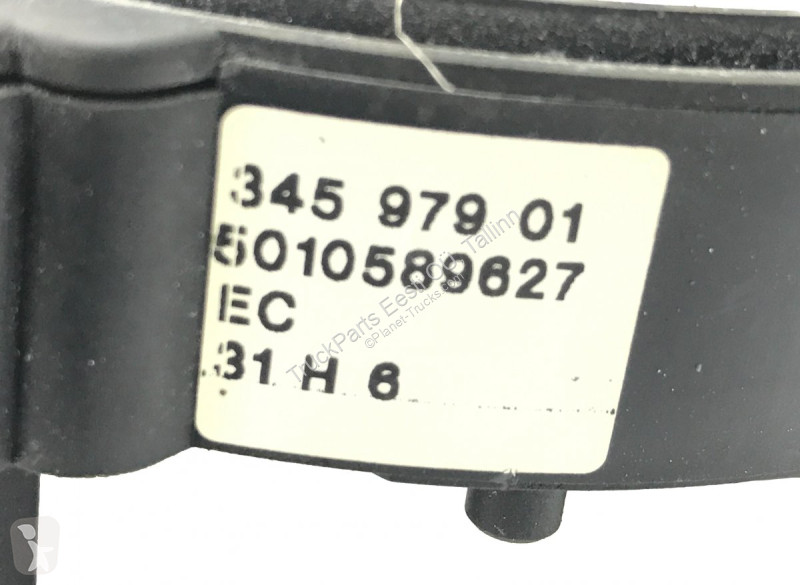 345 979 01
5010589627
EC
31 H 6
TruckParts Eesti OÜ, Tallinn
©Planet-Trucks.com